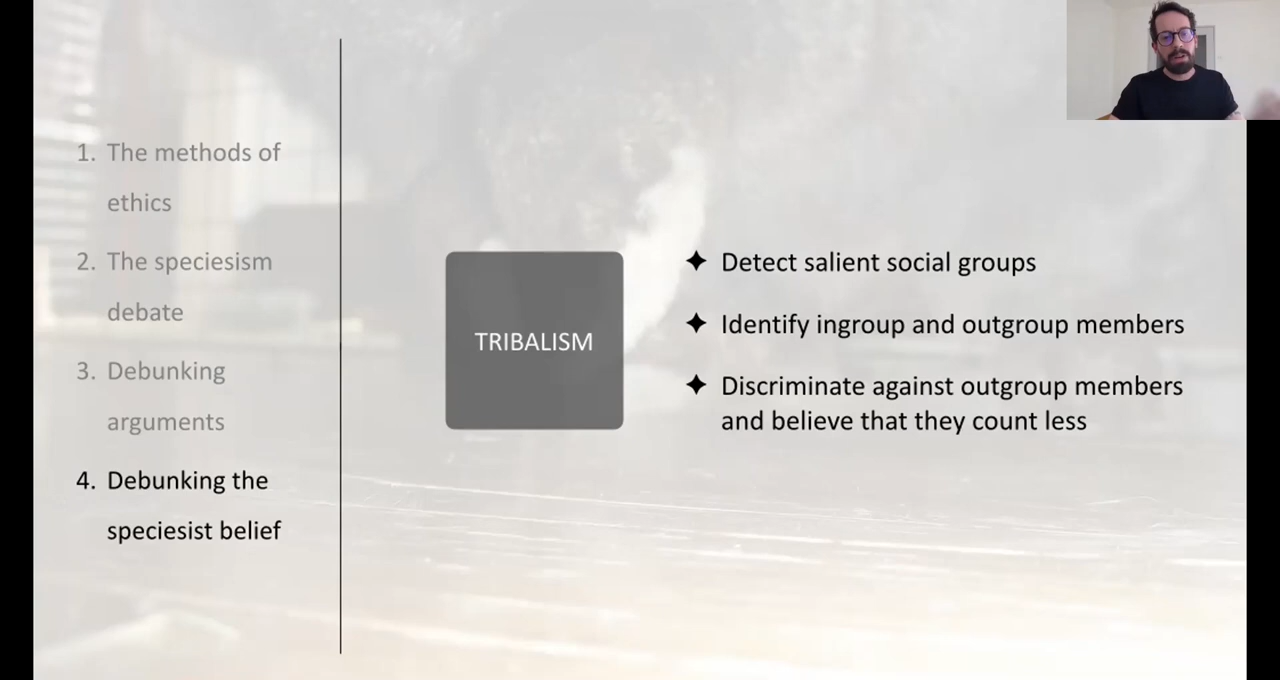 1. The methods of
ethics
2. The speciesism
debate
3. Debunking
arguments
4. Debunking the
speciesist belief
TRIBALISM
Detect salient social groups
Identify ingroup and outgroup members
Discriminate against outgroup members
and believe that they count less